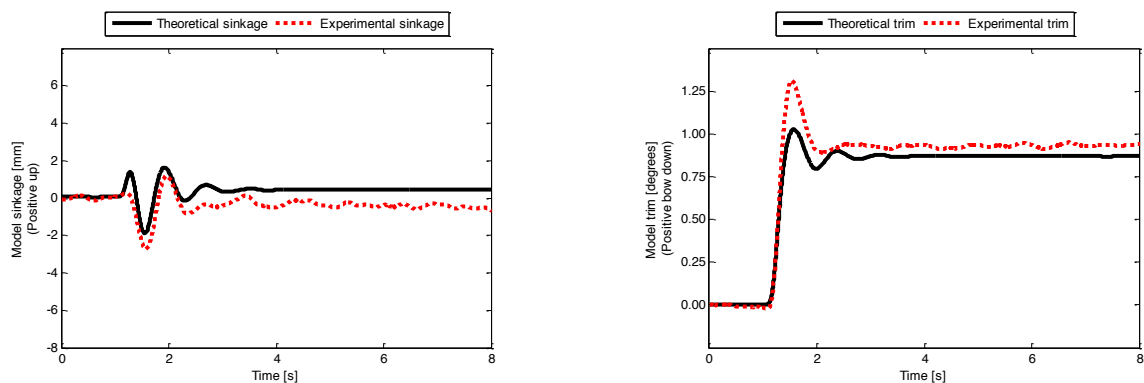 Theoretical sinkage Experimental sinkage
6
4
2
0
-2
-4
-6
-8
0 2 4 6 8
Time [s]
Model sinkage [mm]
(Positive up)
Theoretical trim Experimental trim
1.25
1.00
0.75
0.50
0.25
0.00
0 2 4 6 8
Time [s]
Model trim [degrees]
(Positive bow down)